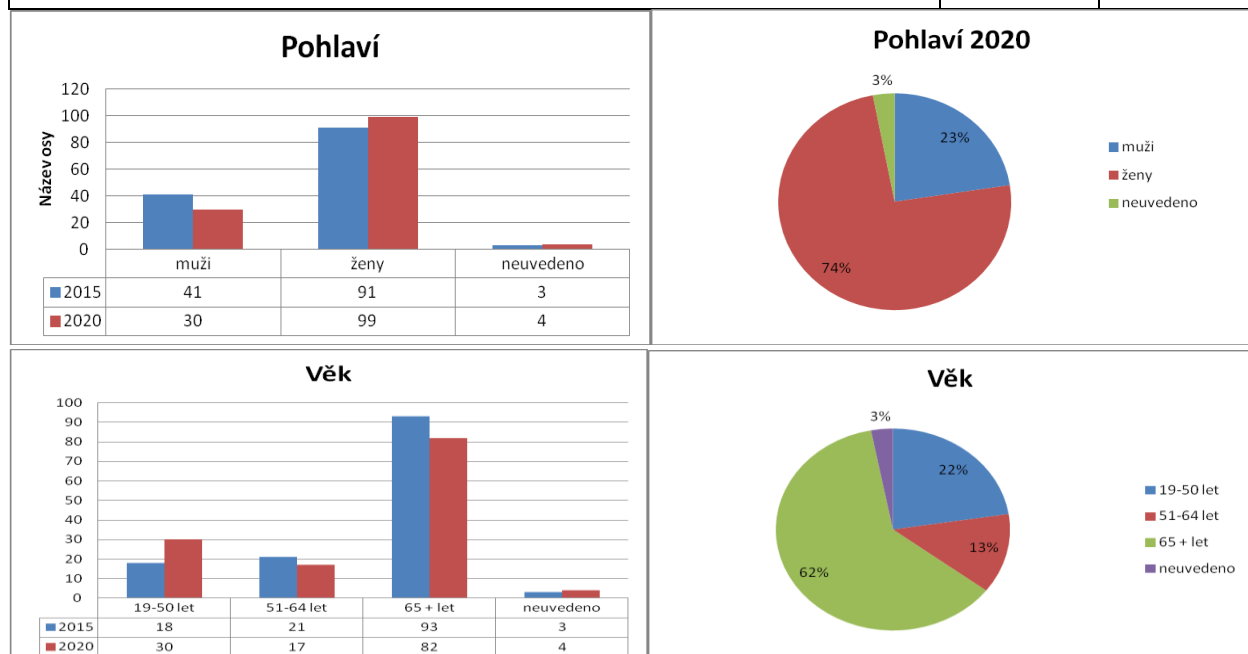 Pohlaví
120
100
80
60
40
20
0
Název osy
muži ženy neuvedeno
2015 41 91 3
2020 30 99 4
Pohlaví 2020
3%
23%
74%
muži
ženy
neuvedeno
Věk
100
90
80
70
60
50
40
30
20
10
0
19-50 let 51-64 let 65 + let neuvedeno
2015 18 21 93 3
2020 30 17 82 4
Věk
3%
22%
13%
62%
19-50 let
51-64 let
65 + let
neuvedeno